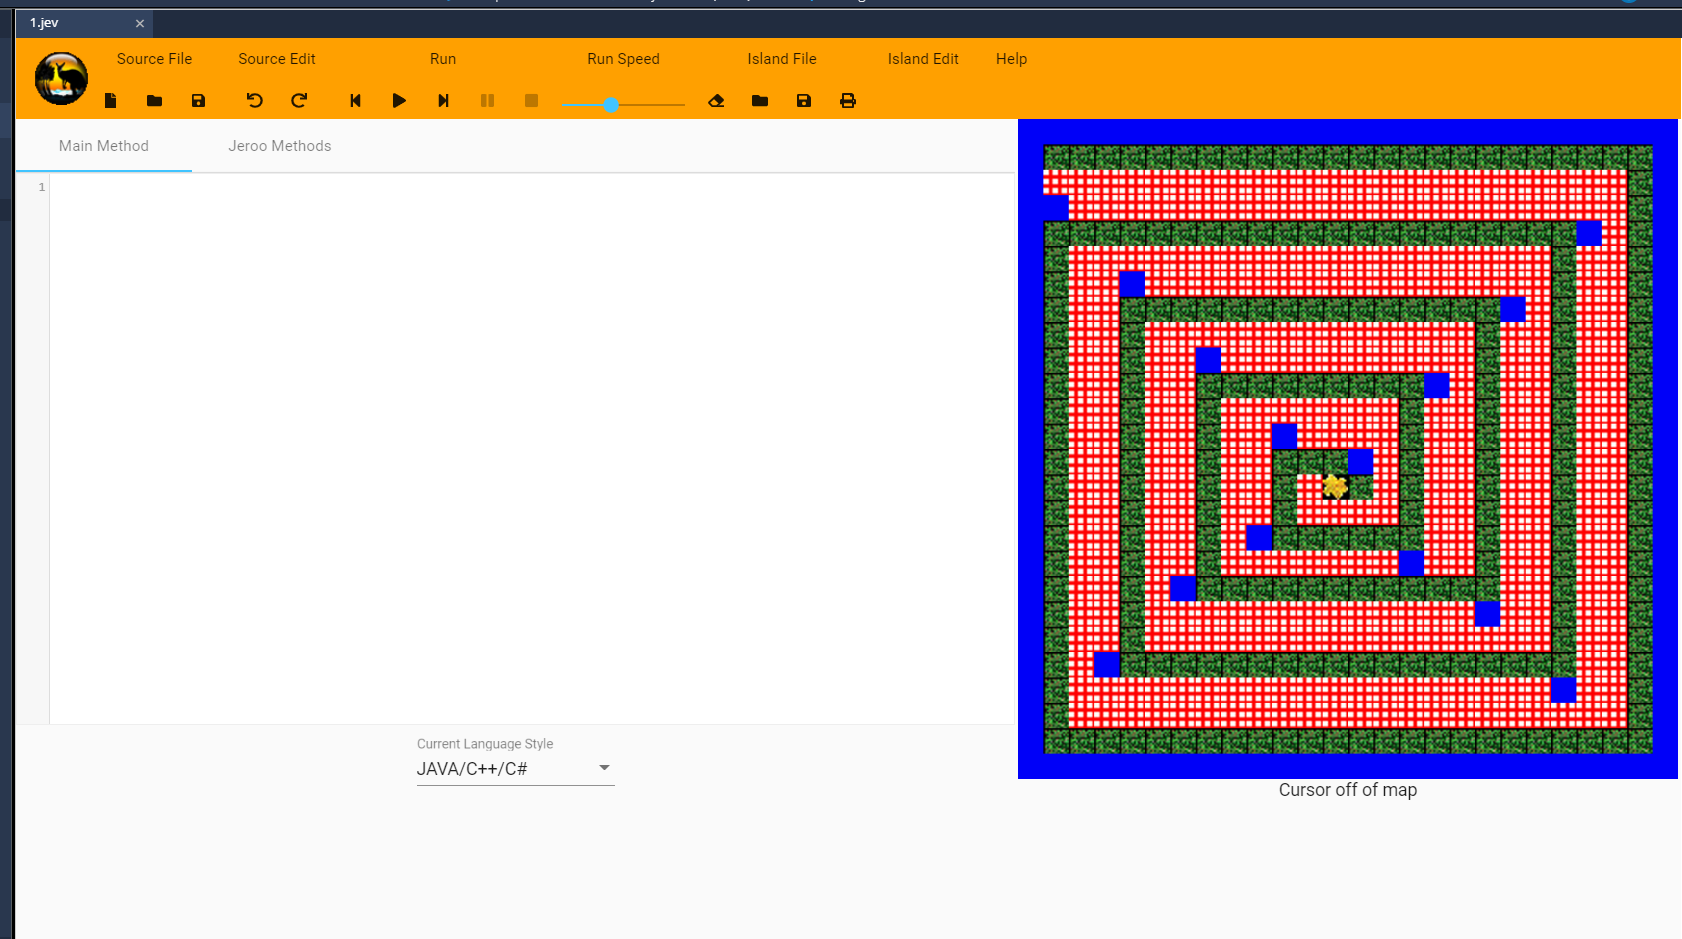 1.jev ×
Source File Source Edit Run Run Speed Island File Island Edit Help
Main Method Jeroo Methods
1
Current Language Style
JAVA/C++/C#
Cursor off of map